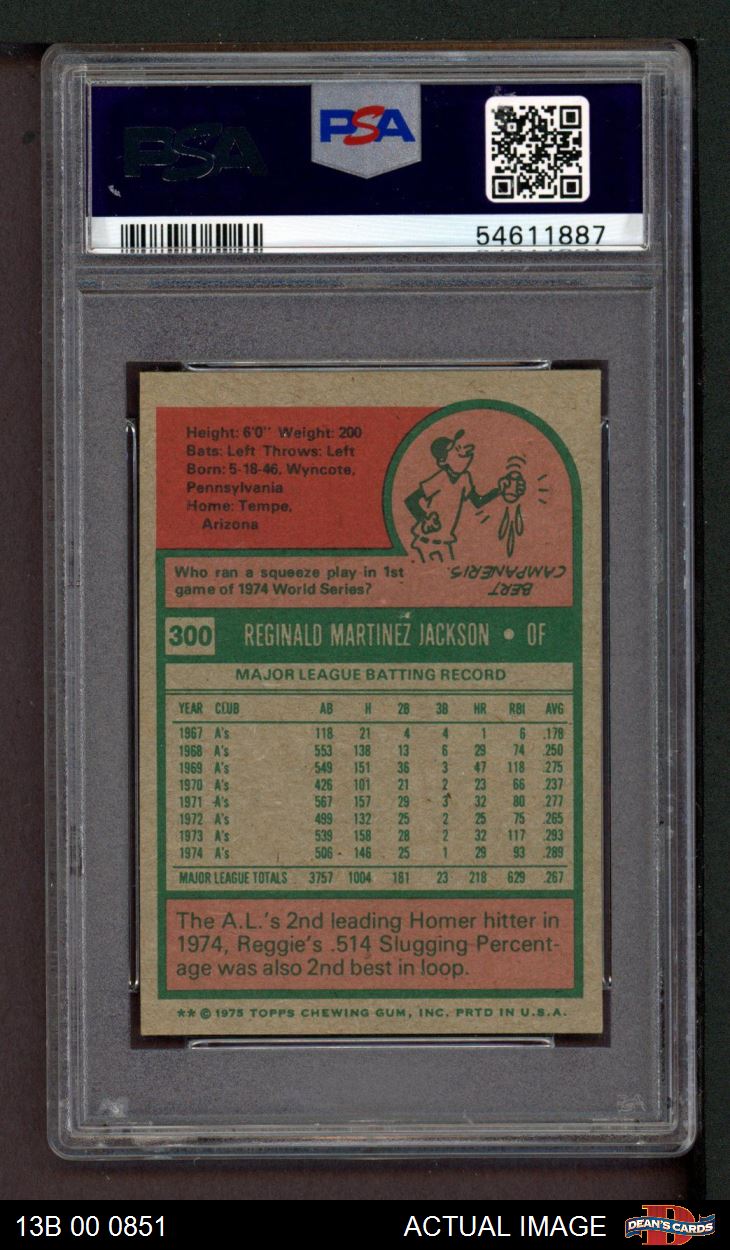 PSA
PSA
54611887
Height: 6'0" Weight: 200
Bats: Left Throws: Left
Born: 5-18-46, Wyncote,
Pennsylvania
Home: Tempe,
Arizona
Who ran a squeeze play in 1st
game of 1974 World Series?
BERT
CAMPANERIS.
300 REGINALD MARTINEZ JACKSON • OF
MAJOR LEAGUE BATTING RECORD
YEAR CLUB AB H 2B 3B HR RBI AVG
1967 A's 118 21 4 4 1 6 .178
1968 A's 553 138 13 6 29 74 .250
1969 A's 549 151 36 3 47 118 .275
1970 A's 426 101 21 2 23 66 .237
1971 A's 567 157 29 3 32 80 .277
1972 A's 499 132 25 2 25 75 .265
1973 A's 539 158 28 2 32 117 .293
1974 A's 506 146 25 1 29 93 .289
MAJOR LEAGUE TOTALS 3757 1004 181 23 218 629 .267
The A.L.'s 2nd leading Homer hitter in
1974, Reggie's .514 Slugging Percent-
age was also 2nd best in loop.
** © 1975 TOPPS CHEWING GUM, INC. PRTD IN U.S.A.
13B 00 0851 ACTUAL IMAGE DEAN'S CARDS